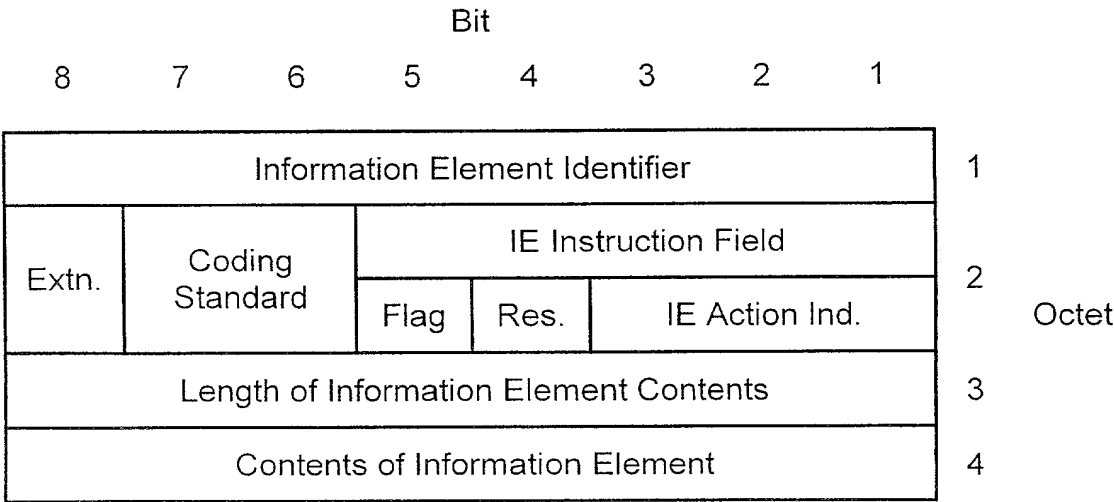 Bit
8 7 6 5 4 3 2 1
Information Element Identifier 1
IE Instruction Field
Extn. Coding Standard 2
Flag Res. IE Action Ind. Octet
Length of Information Element Contents 3
Contents of Information Element 4